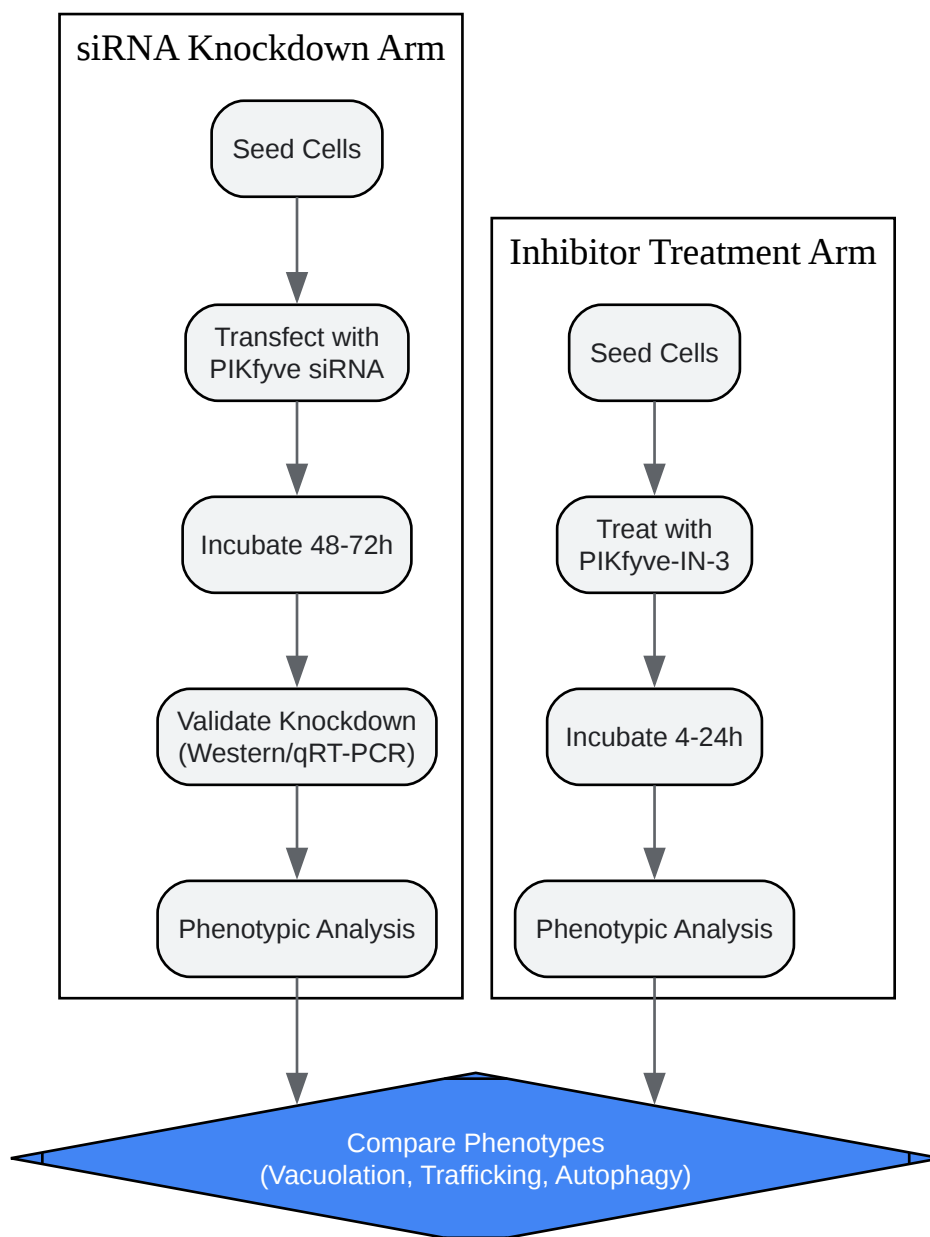 siRNA Knockdown Arm
Seed Cells
Transfect with
PIKfyve siRNA
Incubate 48-72h
Validate Knockdown
(Western/qRT-PCR)
Phenotypic Analysis
Inhibitor Treatment Arm
Seed Cells
Treat with
PIKfyve-IN-3
Incubate 4-24h
Phenotypic Analysis
Compare Phenotypes
(Vacuolation, Trafficking, Autophagy)